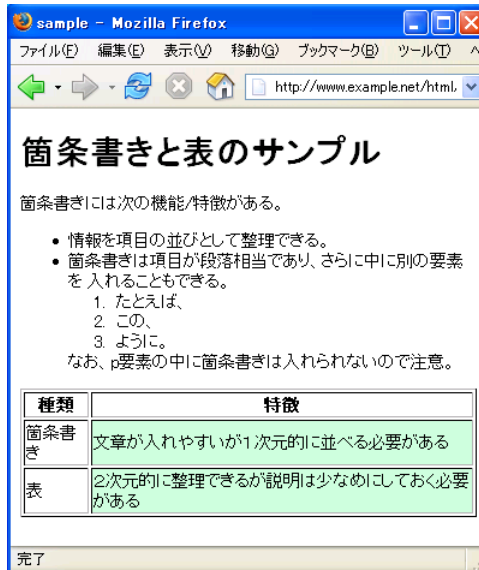 sample - Mozilla Firefox
ファイル(F) 編集(E) 表示(V) 移動(G) ブックマーク(B) ツール(T) ヘ
http://www.example.net/html,
箇条書きと表のサンプル
箇条書きには次の機能/特徴がある。
• 情報を項目の並びとして整理できる。
• 箇条書きは項目が段落相当であり、さらに中に別の要素
を 入れることもできる。
1. たとえば、
2. この、
3. ように。
なお、p要素の中に箇条書きは入れられないので注意。
種類 特徴
箇条書
き
文章が入れやすいが1次元的に並べる必要がある
表
2次元的に整理できるが説明は少なめにしておく必要
がある
完了